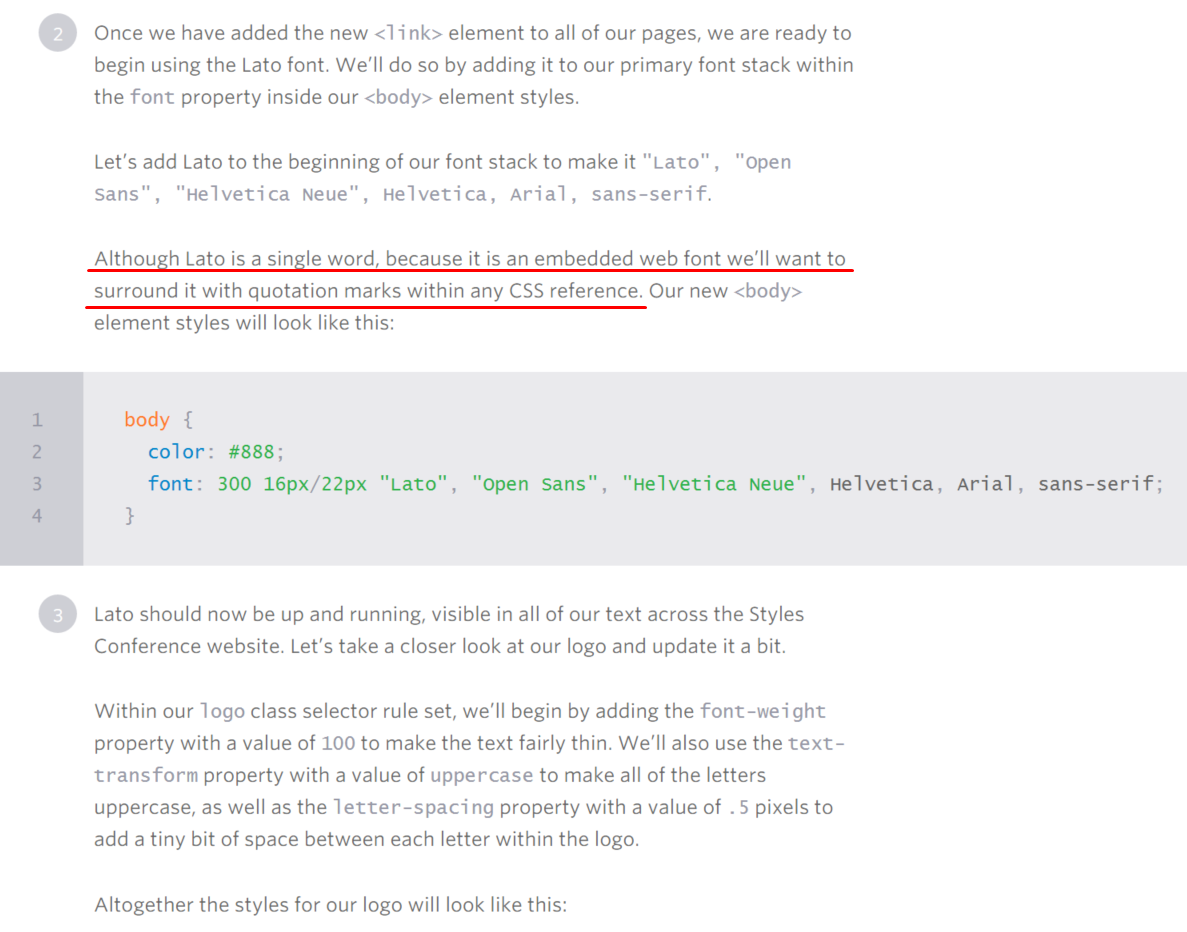 2
Once we have added the new <link> element to all of our pages, we are ready to
begin using the Lato font. We’ll do so by adding it to our primary font stack within
the font property inside our <body> element styles.
Let’s add Lato to the beginning of our font stack to make it "Lato", "Open
Sans", "Helvetica Neue", Helvetica, Arial, sans-serif.
Although Lato is a single word, because it is an embedded web font we’ll want to
surround it with quotation marks within any CSS reference. Our new <body>
element styles will look like this:
1 body {
2 color: #888;
3 font: 300 16px/22px "Lato", "Open Sans", "Helvetica Neue", Helvetica, Arial, sans-serif;
4 }
3
Lato should now be up and running, visible in all of our text across the Styles
Conference website. Let’s take a closer look at our logo and update it a bit.
Within our logo class selector rule set, we’ll begin by adding the font-weight
property with a value of 100 to make the text fairly thin. We’ll also use the text-
transform property with a value of uppercase to make all of the letters
uppercase, as well as the letter-spacing property with a value of .5 pixels to
add a tiny bit of space between each letter within the logo.
Altogether the styles for our logo will look like this: